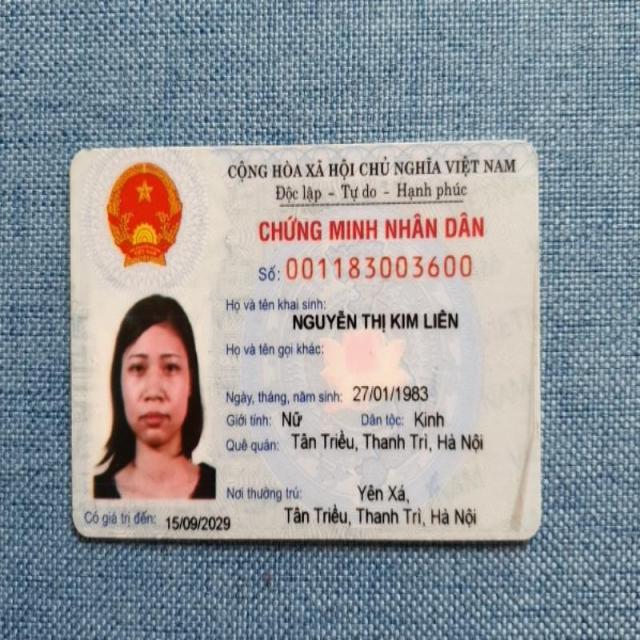 CỘNG HÒA XÃ HỘI CHỦ NGHĨA VIỆT NAM
Độc lập - Tự do - Hạnh phúc
CHỨNG MINH NHÂN DÂN
Số: 001183003600
Họ và tên khai sinh:
NGUYỄN THỊ KIM LIÊN
Họ và tên gọi khác:
Ngày, tháng, năm sinh: 27/01/1983
Giới tính: Nữ Dân tộc: Kinh
Quê quán: Tân Triều, Thanh Trì, Hà Nội
Nơi thường trú: Yên Xá,
Tân Triều, Thanh Trì, Hà Nội
Có giá trị đến: 15/09/2029